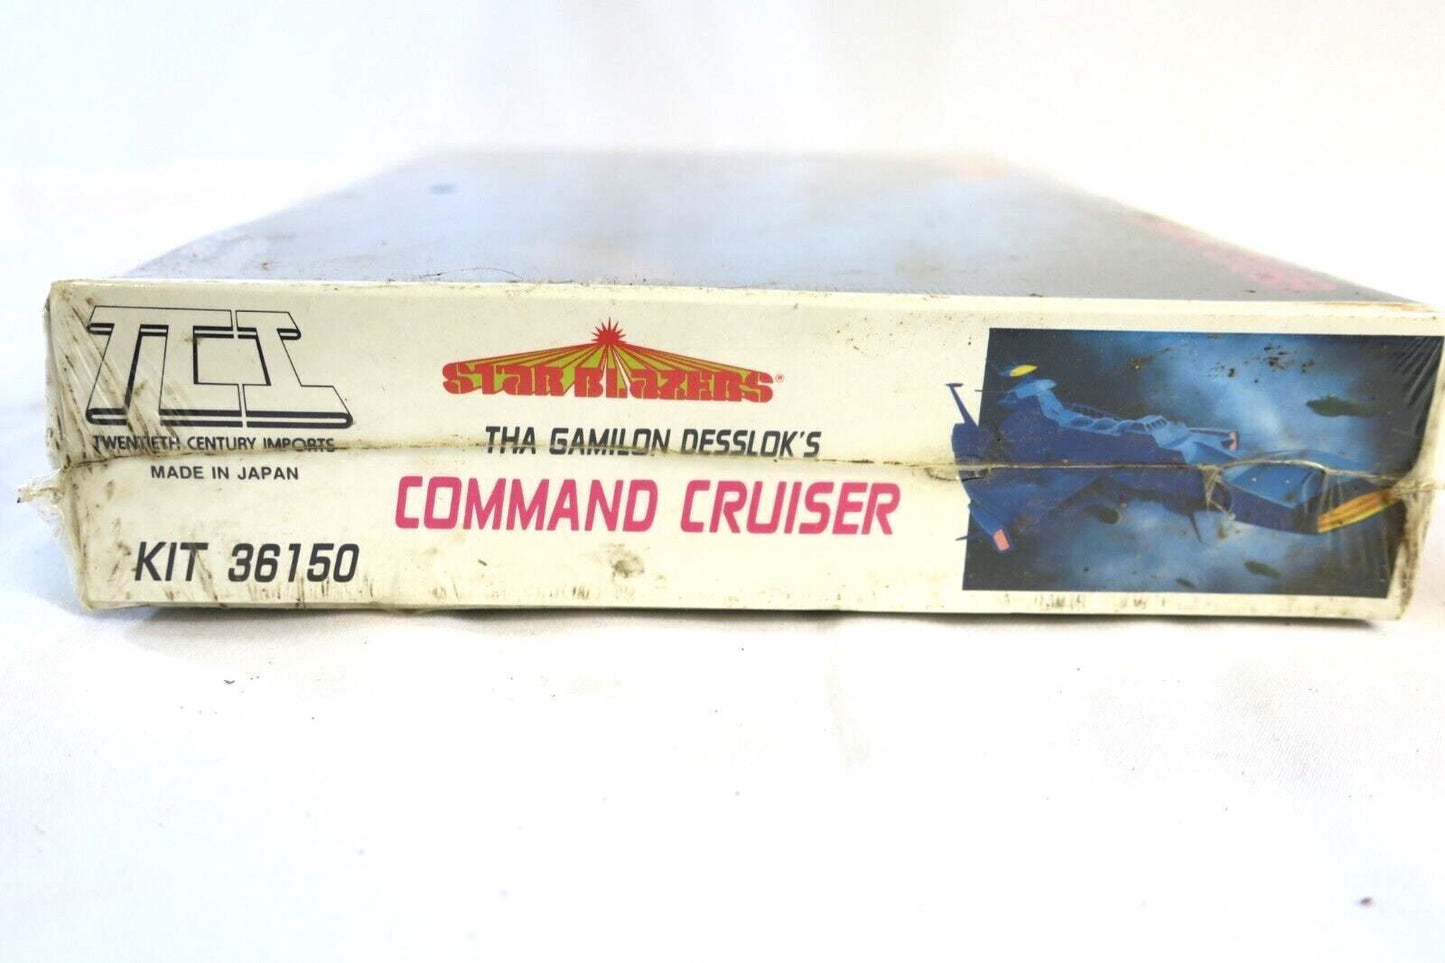 TCI
TWENTIETH CENTURY IMPORTS
MADE IN JAPAN
KIT 36150
STAR BLAZERS®
THA GAMILON DESSLOK'S
COMMAND CRUISER